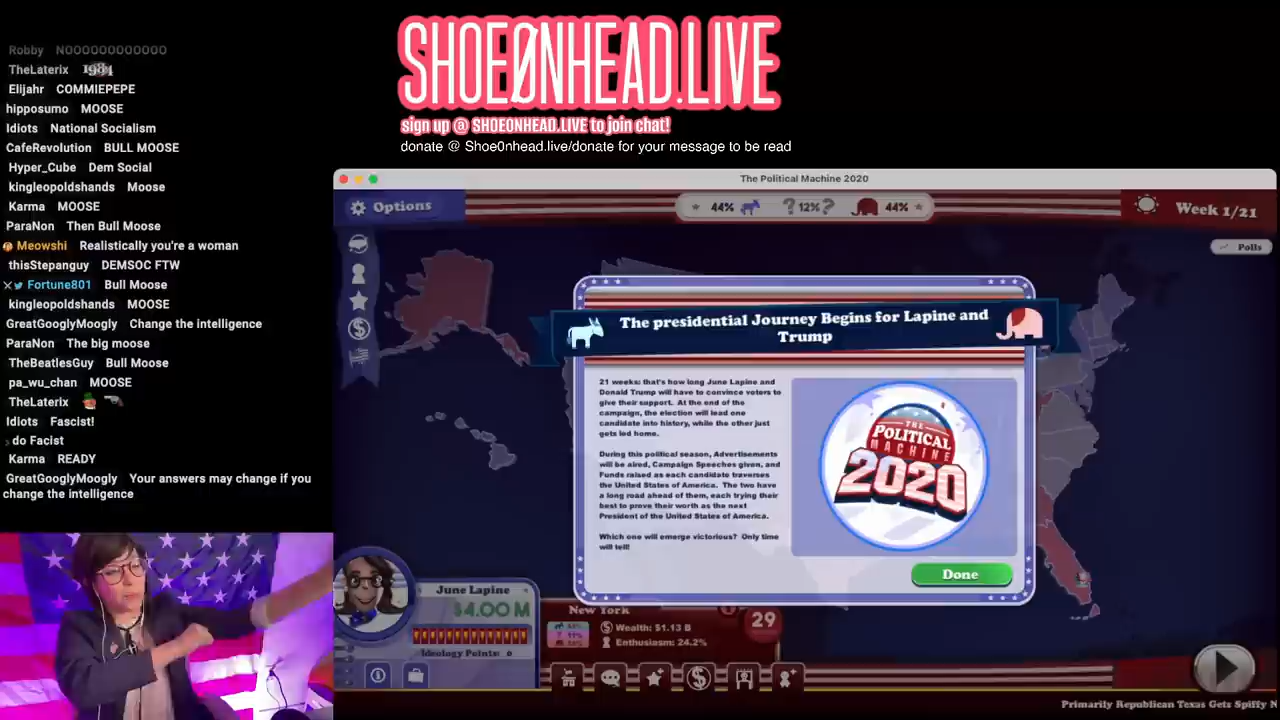 Robby NOOOOOOOOOOOO
TheLaterix 1984
Elijahr COMMIEPEPE
hipposumo MOOSE
Idiots National Socialism
CafeRevolution BULL MOOSE
Hyper_Cube Dem Social
kingleopoldshands Moose
Karma MOOSE
ParaNon Then Bull Moose
Meowshi Realistically you're a woman
thisStepanguy DEMSOC FTW
Fortune801 Bull Moose
kingleopoldshands MOOSE
GreatGooglyMoogly Change the intelligence
ParaNon The big moose
TheBeatlesGuy Bull Moose
pa_wu_chan MOOSE
TheLaterix
Idiots Fascist!
do Facist
Karma READY
GreatGooglyMoogly Your answers may change if you
change the intelligence
SHOE0NHEAD.LIVE
sign up @ SHOE0NHEAD.LIVE to join chat!
donate @ Shoe0nhead.live/donate for your message to be read
The Political Machine 2020
Options
44% ?12%? 44%
Week 1/21
Polls
The presidential Journey Begins for Lapine and
Trump
21 weeks: that's how long June Lapine and
Donald Trump will have to convince voters to
give their support. At the end of the
campaign, the election will lead one
candidate into history, while the other just
gets led home.
During this political season, Advertisements
will be aired, Campaign Speeches given, and
Funds raised as each candidate traverses
the United States of America. The two have
a long road ahead of them, each trying their
best to prove their worth as the next
President of the United States of America.
Which one will emerge victorious? Only time
will tell!
THE
POLITICAL
MACHINE
2020
Done
June Lapine
$4.00 M
Ideology Points: 0
New York
29
Wealth: $1.13 B
Enthusiasm: 24.2%
Primarily Republican Texas Gets Spiffy N